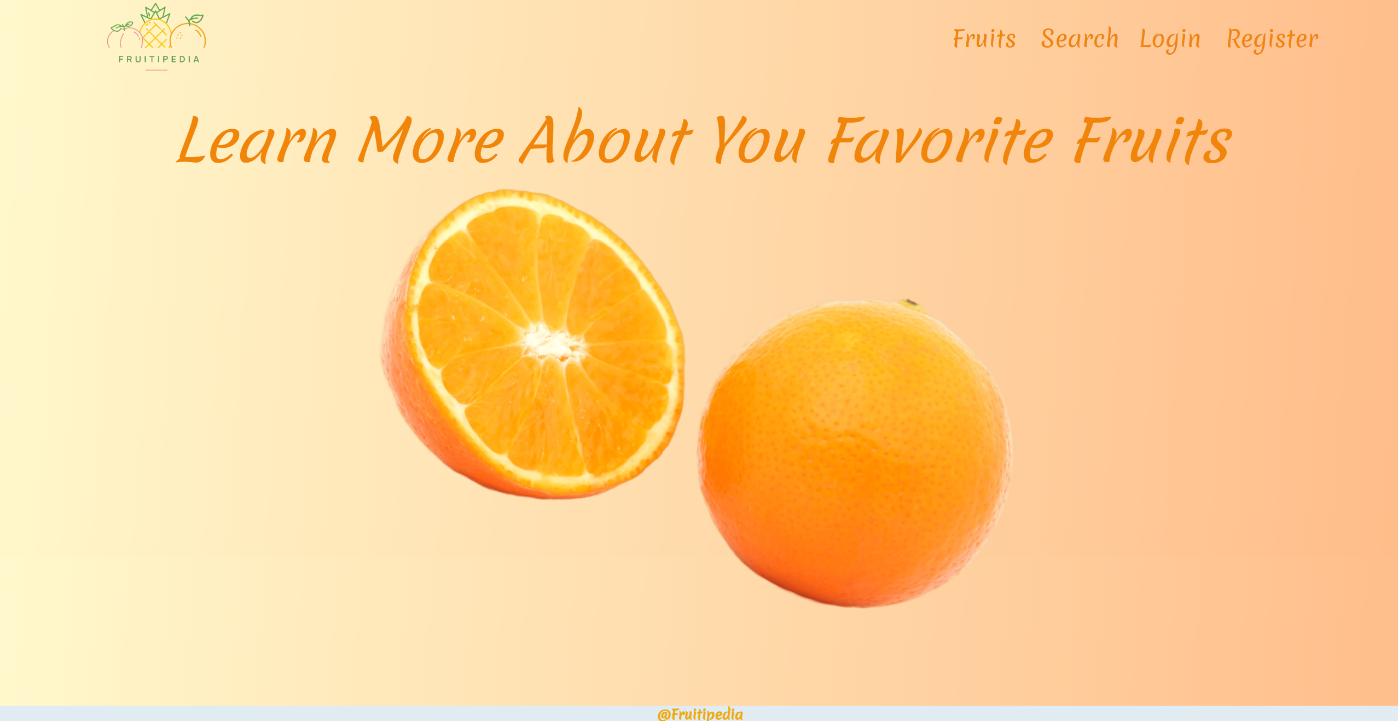 FRUITIPEDIA
Fruits Search Login Register
Learn More About You Favorite Fruits
@Fruitipedia